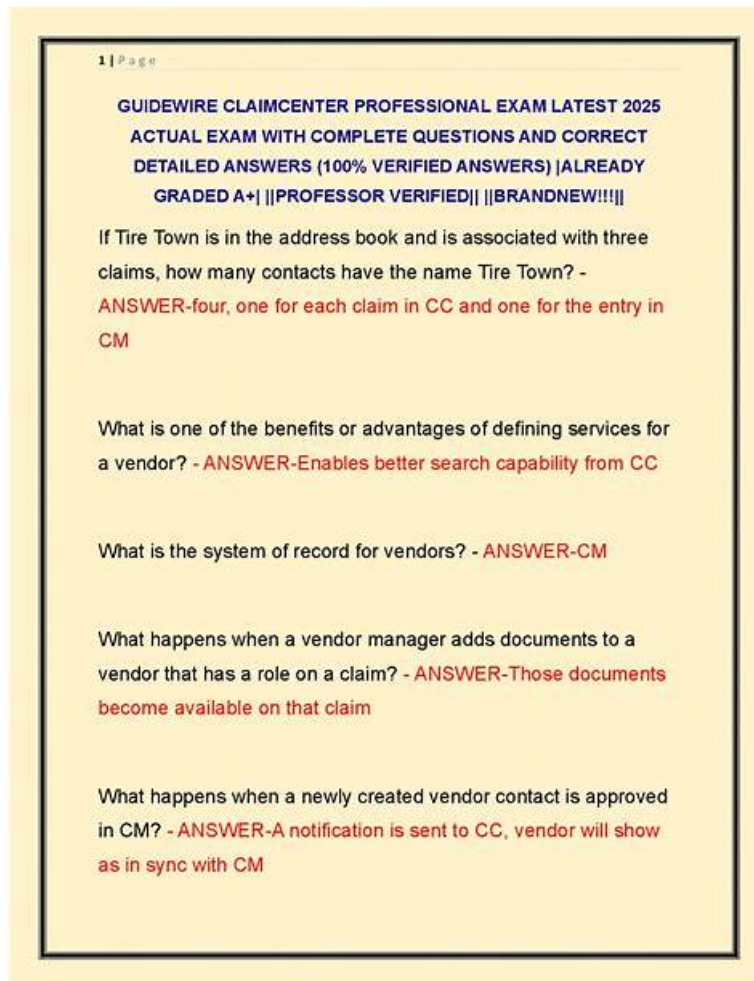 1 | Page
GUIDEWIRE CLAIMCENTER PROFESSIONAL EXAM LATEST 2025
ACTUAL EXAM WITH COMPLETE QUESTIONS AND CORRECT
DETAILED ANSWERS (100% VERIFIED ANSWERS) |ALREADY
GRADED A+| ||PROFESSOR VERIFIED|| ||BRANDNEW!!!||
If Tire Town is in the address book and is associated with three
claims, how many contacts have the name Tire Town? -
ANSWER-four, one for each claim in CC and one for the entry in
CM
What is one of the benefits or advantages of defining services for
a vendor? - ANSWER-Enables better search capability from CC
What is the system of record for vendors? - ANSWER-CM
What happens when a vendor manager adds documents to a
vendor that has a role on a claim? - ANSWER-Those documents
become available on that claim
What happens when a newly created vendor contact is approved
in CM? - ANSWER-A notification is sent to CC, vendor will show
as in sync with CM